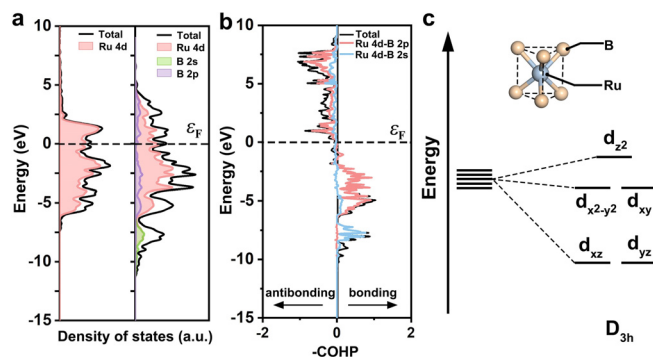 a
Total
Ru 4d
Total
Ru 4d
B 2s
B 2p
εF
Energy (eV)
10
5
0
-5
-10
-15
Density of states (a.u.)
b
Total
Ru 4d-B 2p
Ru 4d-B 2s
εF
Energy (eV)
10
5
0
-5
-10
-15
antibonding
bonding
-2
0
2
-COHP
c
B
Ru
Energy
dz2
dx2-y2
dxy
dxz
dyz
D3h